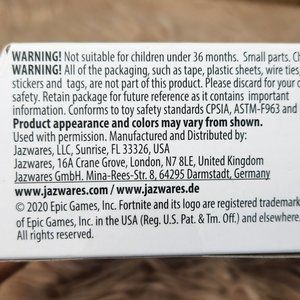 WARNING! Not suitable for children under 36 months. Small parts. Ch
WARNING! All of the packaging, such as tape, plastic sheets, wire ties,
stickers and tags, are not part of this product. Please discard for your c
safety. Retain package for future reference as it contains important
information. Conforms to toy safety standards CPSIA, ASTM-F963 and
Product appearance and colors may vary from shown.
Used with permission. Manufactured and Distributed by:
Jazwares, LLC, Sunrise, FL 33326, USA
Jazwares, 16A Crane Grove, London, N7 8LE, United Kingdom
Jazwares GmbH. Mina-Rees-Str. 8, 64295 Darmstadt, Germany
www.jazwares.com / www.jazwares.de
© 2020 Epic Games, Inc. Fortnite and its logo are registered trademark
of Epic Games, Inc. in the USA (Reg. U.S. Pat. & Tm. Off.) and elsewhere.
All rights reserved.